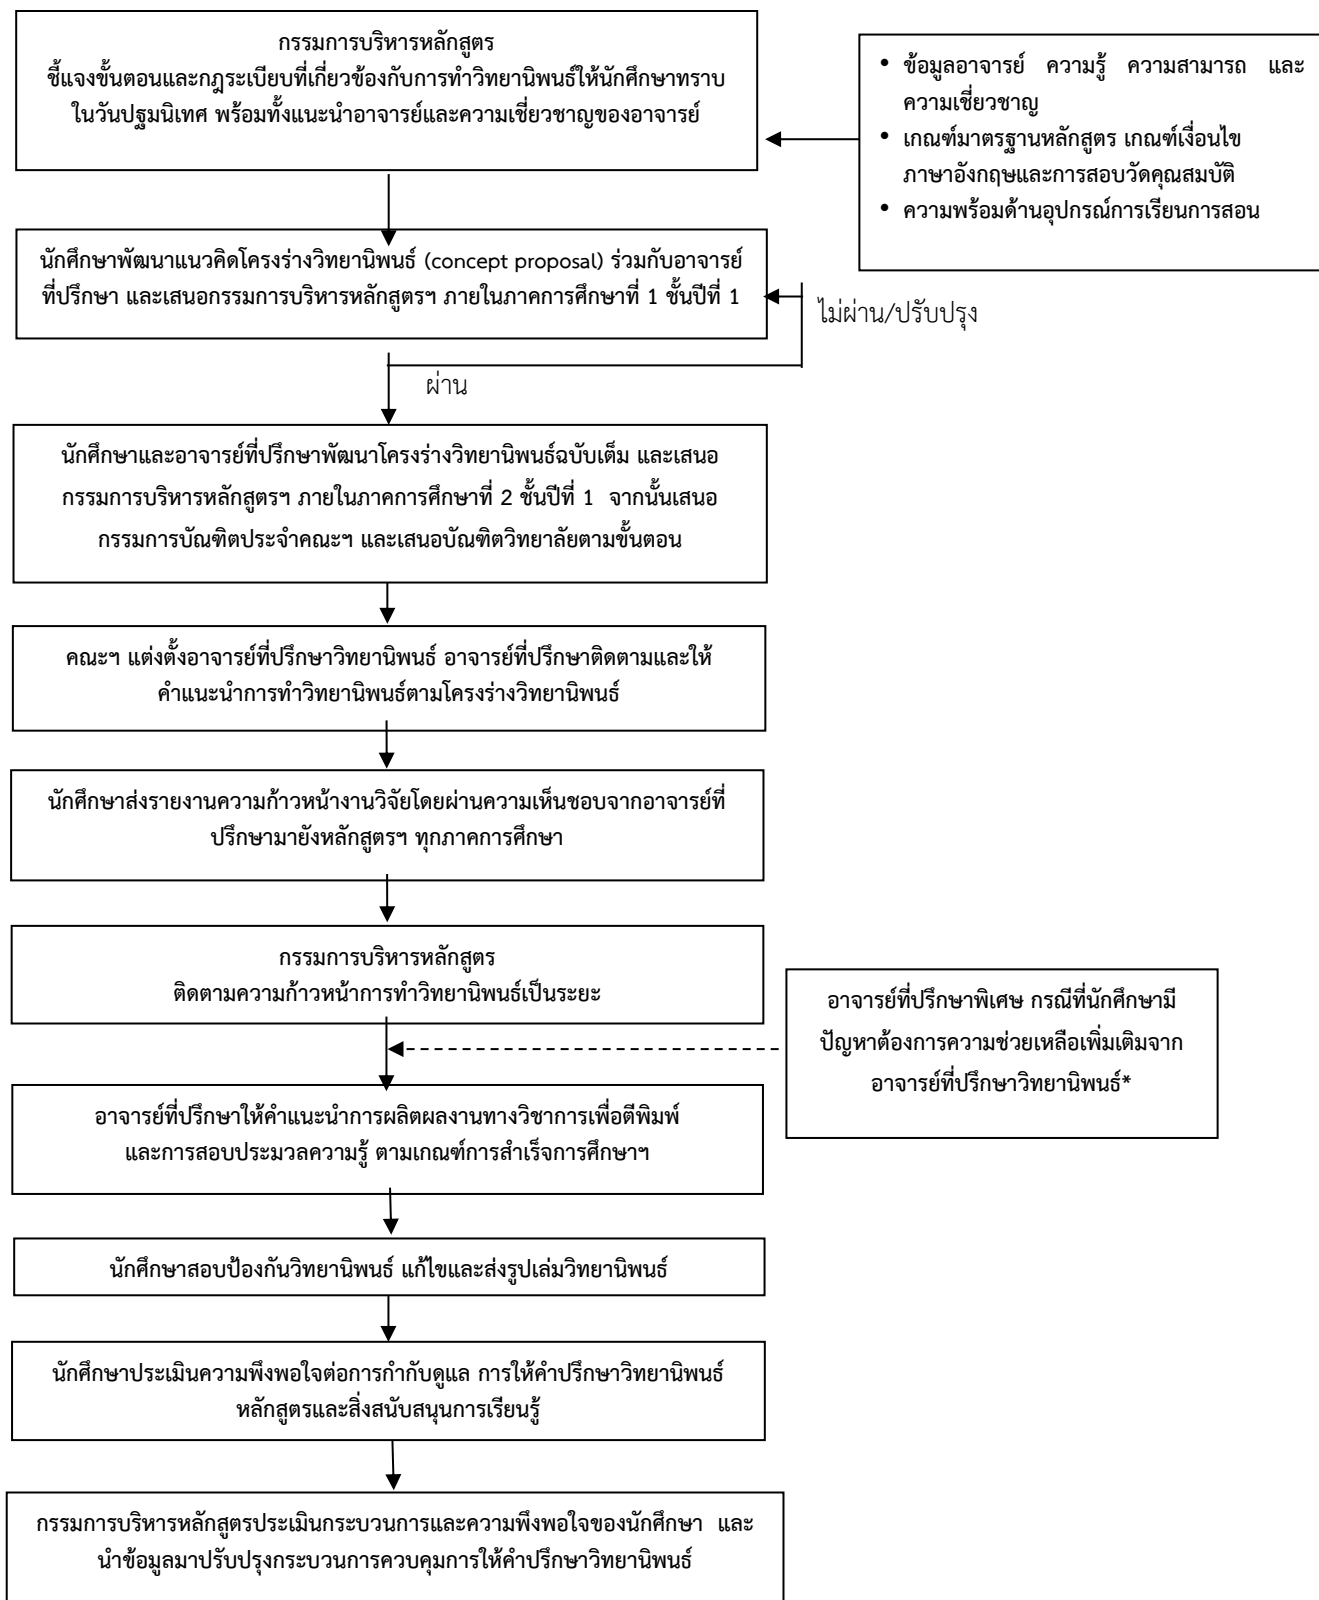 กรรมการบริหารหลักสูตร
ชี้แจงขั้นตอนและกฎระเบียบที่เกี่ยวข้องกับการทำวิทยานิพนธ์ให้นักศึกษาทราบ
ในวันปฐมนิเทศ พร้อมทั้งแนะนำอาจารย์และความเชี่ยวชาญของอาจารย์
• ข้อมูลอาจารย์ ความรู้ ความสามารถ และ
ความเชี่ยวชาญ
• เกณฑ์มาตรฐานหลักสูตร เกณฑ์เงื่อนไข
ภาษาอังกฤษและการสอบวัดคุณสมบัติ
• ความพร้อมด้านอุปกรณ์การเรียนการสอน
นักศึกษาพัฒนาแนวคิดโครงร่างวิทยานิพนธ์ (concept proposal) ร่วมกับอาจารย์
ที่ปรึกษา และเสนอกรรมการบริหารหลักสูตรฯ ภายในภาคการศึกษาที่ 1 ชั้นปีที่ 1
ไม่ผ่าน/ปรับปรุง
ผ่าน
นักศึกษาและอาจารย์ที่ปรึกษาพัฒนาโครงร่างวิทยานิพนธ์ฉบับเต็ม และเสนอ
กรรมการบริหารหลักสูตรฯ ภายในภาคการศึกษาที่ 2 ชั้นปีที่ 1 จากนั้นเสนอ
กรรมการบัณฑิตประจำคณะฯ และเสนอบัณฑิตวิทยาลัยตามขั้นตอน
คณะฯ แต่งตั้งอาจารย์ที่ปรึกษาวิทยานิพนธ์ อาจารย์ที่ปรึกษาติดตามและให้
คำแนะนำการทำวิทยานิพนธ์ตามโครงร่างวิทยานิพนธ์
นักศึกษาส่งรายงานความก้าวหน้างานวิจัยโดยผ่านความเห็นชอบจากอาจารย์ที่
ปรึกษามายังหลักสูตรฯ ทุกภาคการศึกษา
กรรมการบริหารหลักสูตร
ติดตามความก้าวหน้าการทำวิทยานิพนธ์เป็นระยะ
อาจารย์ที่ปรึกษาพิเศษ กรณีที่นักศึกษามี
ปัญหาต้องการความช่วยเหลือเพิ่มเติมจาก
อาจารย์ที่ปรึกษาวิทยานิพนธ์*
อาจารย์ที่ปรึกษาให้คำแนะนำการผลิตผลงานทางวิชาการเพื่อตีพิมพ์
และการสอบประมวลความรู้ ตามเกณฑ์การสำเร็จการศึกษาฯ
นักศึกษาสอบป้องกันวิทยานิพนธ์ แก้ไขและส่งรูปเล่มวิทยานิพนธ์
นักศึกษาประเมินความพึงพอใจต่อการกำกับดูแล การให้คำปรึกษาวิทยานิพนธ์
หลักสูตรและสิ่งสนับสนุนการเรียนรู้
กรรมการบริหารหลักสูตรประเมินกระบวนการและความพึงพอใจของนักศึกษา และ
นำข้อมูลมาปรับปรุงกระบวนการควบคุมการให้คำปรึกษาวิทยานิพนธ์